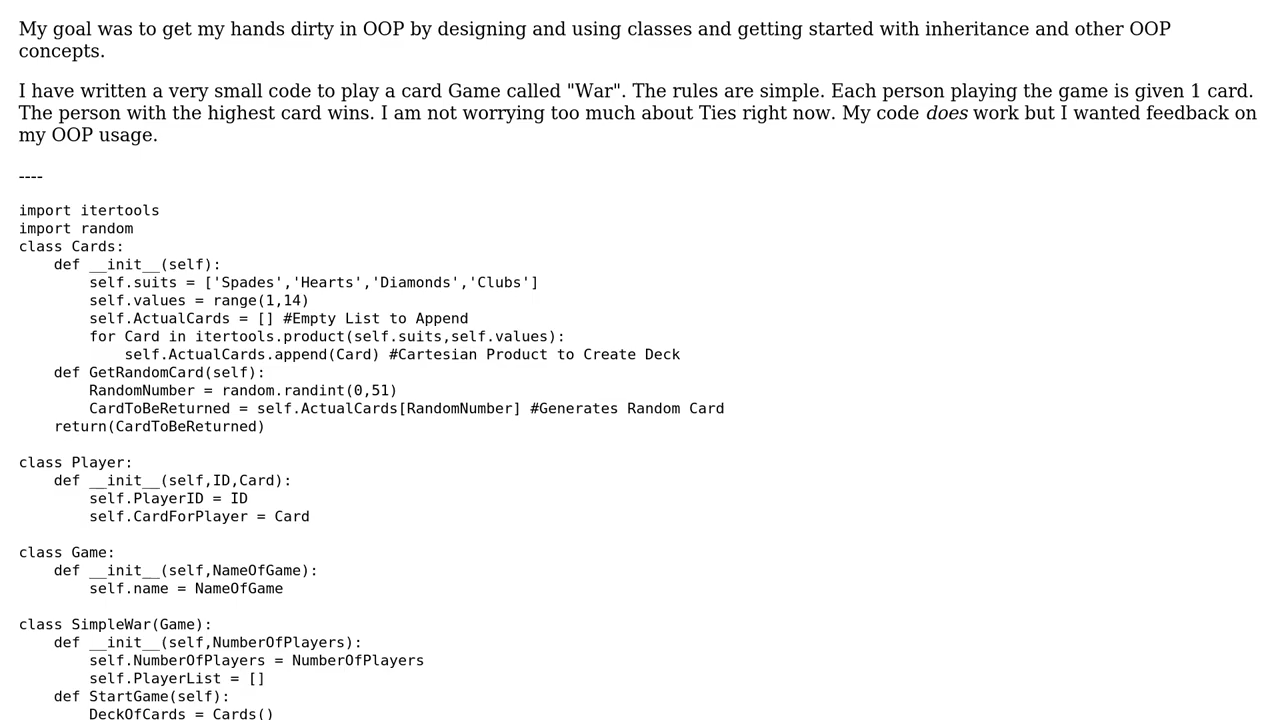 My goal was to get my hands dirty in OOP by designing and using classes and getting started with inheritance and other OOP
concepts.
I have written a very small code to play a card Game called "War". The rules are simple. Each person playing the game is given 1 card.
The person with the highest card wins. I am not worrying too much about Ties right now. My code does work but I wanted feedback on
my OOP usage.
----
import itertools
import random
class Cards:
    def __init__(self):
        self.suits = ['Spades','Hearts','Diamonds','Clubs']
        self.values = range(1,14)
        self.ActualCards = [] #Empty List to Append
        for Card in itertools.product(self.suits,self.values):
            self.ActualCards.append(Card) #Cartesian Product to Create Deck
    def GetRandomCard(self):
        RandomNumber = random.randint(0,51)
        CardToBeReturned = self.ActualCards[RandomNumber] #Generates Random Card
    return(CardToBeReturned)

class Player:
    def __init__(self,ID,Card):
        self.PlayerID = ID
        self.CardForPlayer = Card

class Game:
    def __init__(self,NameOfGame):
        self.name = NameOfGame

class SimpleWar(Game):
    def __init__(self,NumberOfPlayers):
        self.NumberOfPlayers = NumberOfPlayers
        self.PlayerList = []
    def StartGame(self):
        DeckOfCards = Cards()